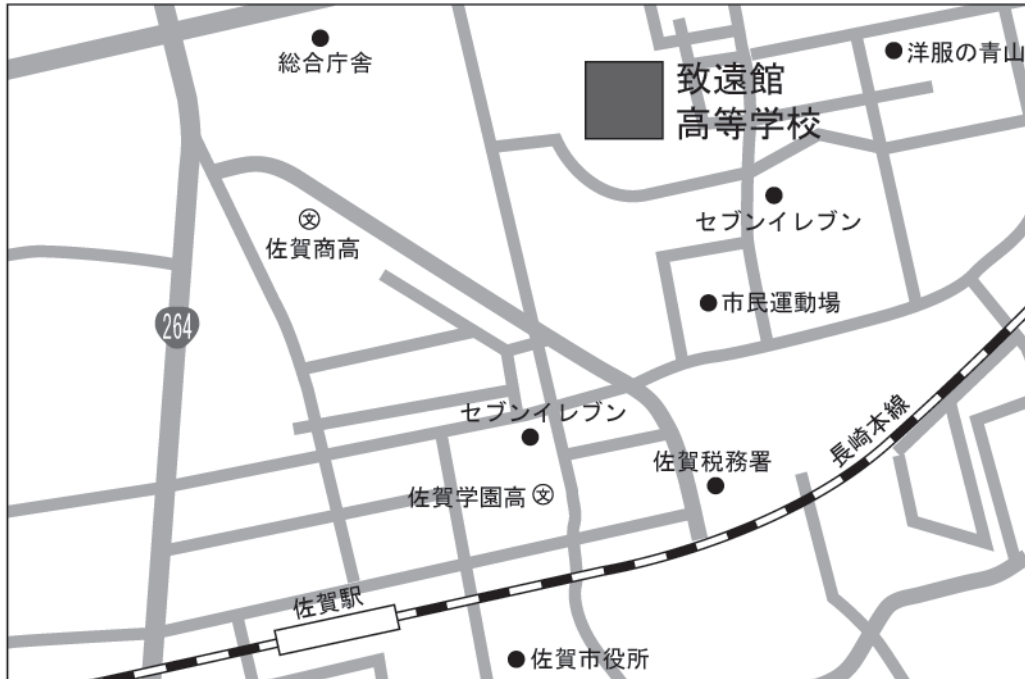 総合庁舎
洋服の青山
致遠館
高等学校
佐賀商高
セブンイレブン
市民運動場
264
セブンイレブン
長崎本線
佐賀税務署
佐賀学園高
佐賀駅
佐賀市役所